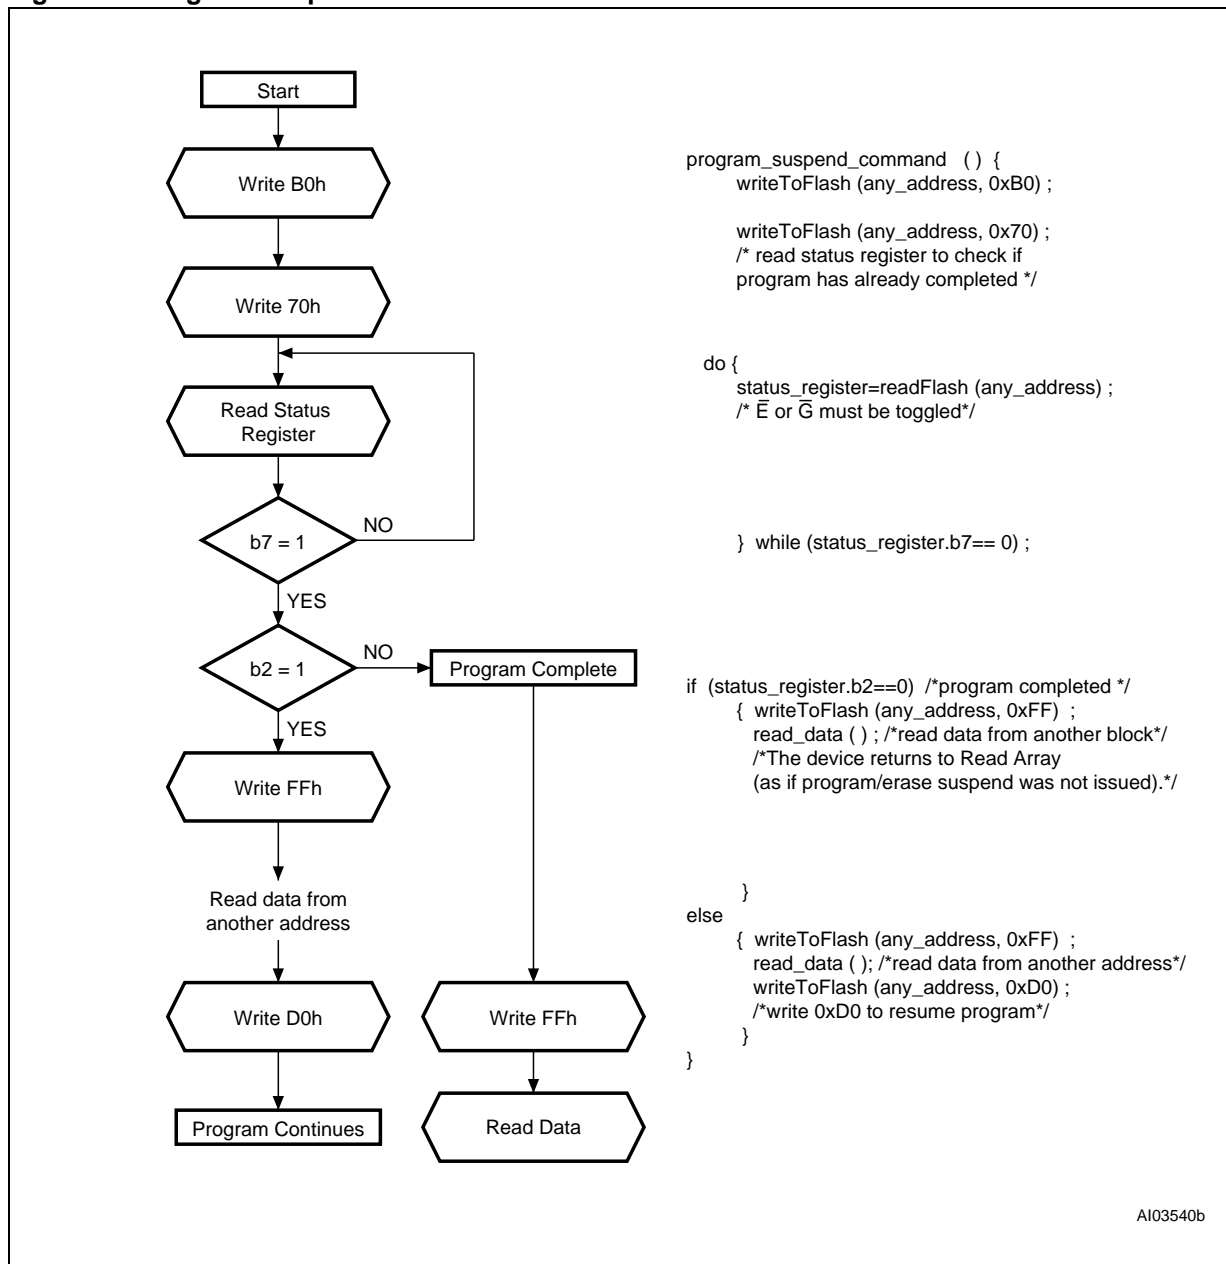 Start
Write B0h
Write 70h
Read Status
Register
NO
b7 = 1
YES
NO
b2 = 1
Program Complete
YES
Write FFh
Read data from
another address
Write D0h
Write FFh
Program Continues
Read Data
program_suspend_command ( ) {
writeToFlash (any_address, 0xB0) ;
writeToFlash (any_address, 0x70) ;
/* read status register to check if
program has already completed */
do {
status_register=readFlash (any_address) ;
/* E̅ or G̅ must be toggled*/
} while (status_register.b7== 0) ;
if (status_register.b2==0) /*program completed */
{ writeToFlash (any_address, 0xFF) ;
read_data ( ) ; /*read data from another block*/
/*The device returns to Read Array
(as if program/erase suspend was not issued).*/
}
else
{ writeToFlash (any_address, 0xFF) ;
read_data ( ); /*read data from another address*/
writeToFlash (any_address, 0xD0) ;
/*write 0xD0 to resume program*/
}
}
AI03540b